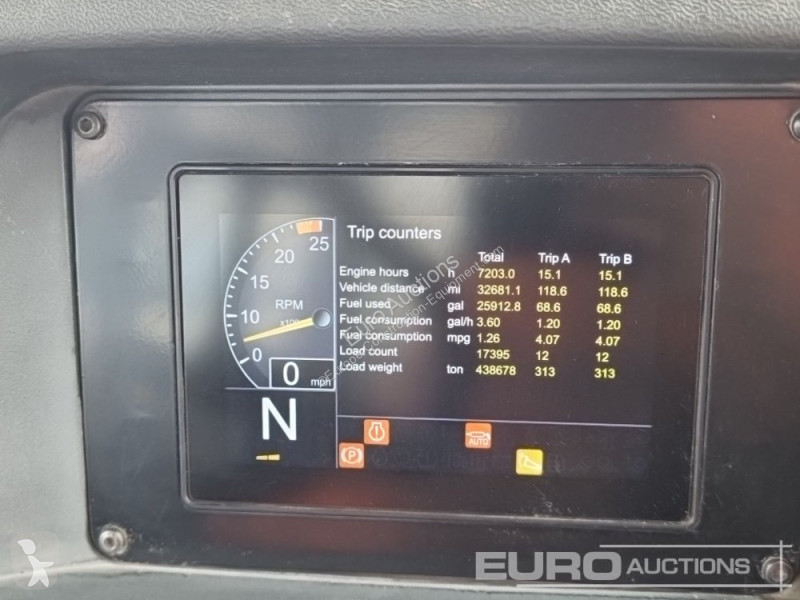 Trip counters
Total Trip A Trip B
Engine hours h 7203.0 15.1 15.1
Vehicle distance mi 32681.1 118.6 118.6
Fuel used gal 25912.8 68.6 68.6
Fuel consumption gal/h 3.60 1.20 1.20
Fuel consumption mpg 1.26 4.07 4.07
Load count 17395 12 12
Load weight ton 438678 313 313
25
20
15
10
0
RPM
x100
0 mph
N
P
AUTO
EURO Auctions
EURO AUCTIONS